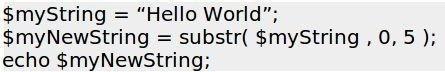 $myString = “Hello World”;
$myNewString = substr( $myString , 0, 5 );
echo $myNewString;